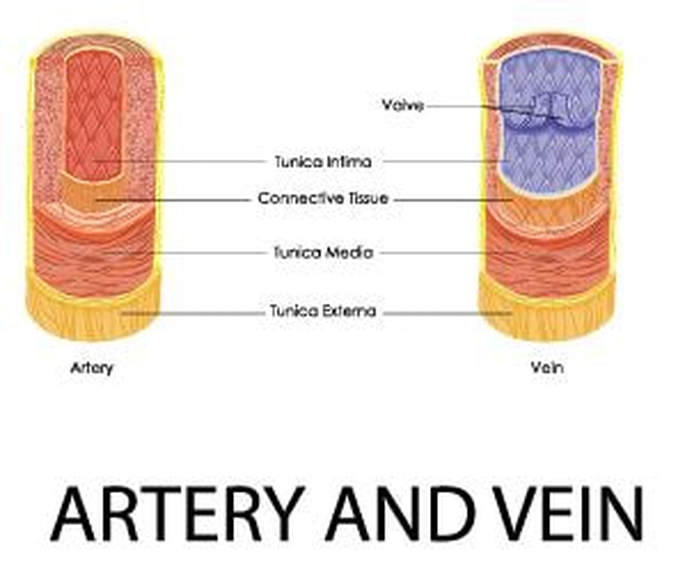 Valve
Tunica Intima
Connective Tissue
Tunica Media
Tunica Externa
Artery
Vein
ARTERY AND VEIN